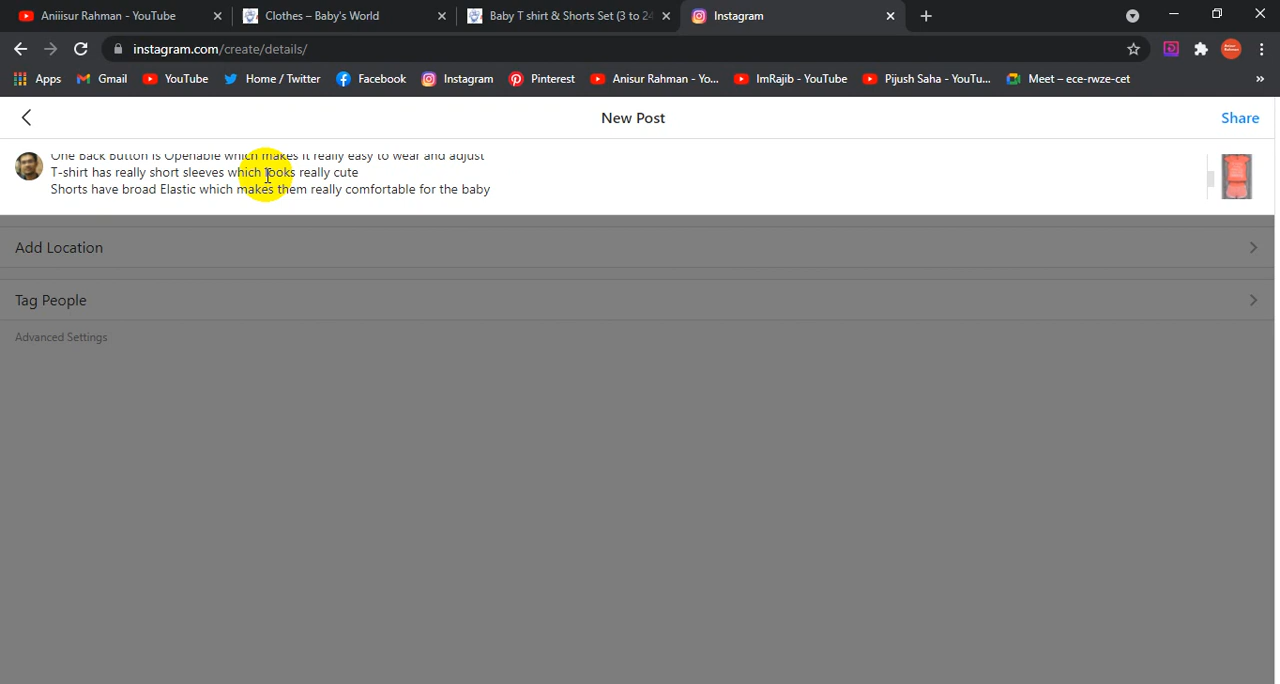 Aniiisur Rahman - YouTube
Clothes – Baby's World
Baby T shirt & Shorts Set (3 to 24
Instagram
instagram.com/create/details/
Apps
Gmail
YouTube
Home / Twitter
Facebook
Instagram
Pinterest
Anisur Rahman - Yo...
ImRajib - YouTube
Pijush Saha - YouTu...
Meet – ece-rwze-cet
New Post
Share
One Back Button is Openable which makes it really easy to wear and adjust
T-shirt has really short sleeves which looks really cute
Shorts have broad Elastic which makes them really comfortable for the baby
Add Location
Tag People
Advanced Settings